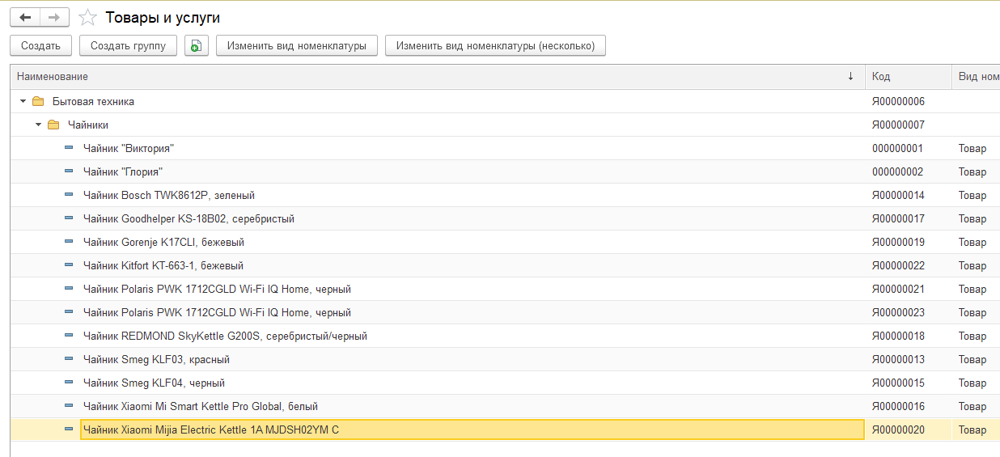 Товары и услуги
Создать Создать группу Изменить вид номенклатуры Изменить вид номенклатуры (несколько)
Наименование ↓ Код Вид ном
Бытовая техника Я00000006
Чайники Я00000007
Чайник "Виктория" 000000001 Товар
Чайник "Глория" 000000002 Товар
Чайник Bosch TWK8612P, зеленый Я00000014 Товар
Чайник Goodhelper KS-18B02, серебристый Я00000017 Товар
Чайник Gorenje K17CLI, бежевый Я00000019 Товар
Чайник Kitfort KT-663-1, бежевый Я00000022 Товар
Чайник Polaris PWK 1712CGLD Wi-Fi IQ Home, черный Я00000021 Товар
Чайник Polaris PWK 1712CGLD Wi-Fi IQ Home, черный Я00000023 Товар
Чайник REDMOND SkyKettle G200S, серебристый/черный Я00000018 Товар
Чайник Smeg KLF03, красный Я00000013 Товар
Чайник Smeg KLF04, черный Я00000015 Товар
Чайник Xiaomi Mi Smart Kettle Pro Global, белый Я00000016 Товар
Чайник Xiaomi Mijia Electric Kettle 1A MJDSH02YM C Я00000020 Товар